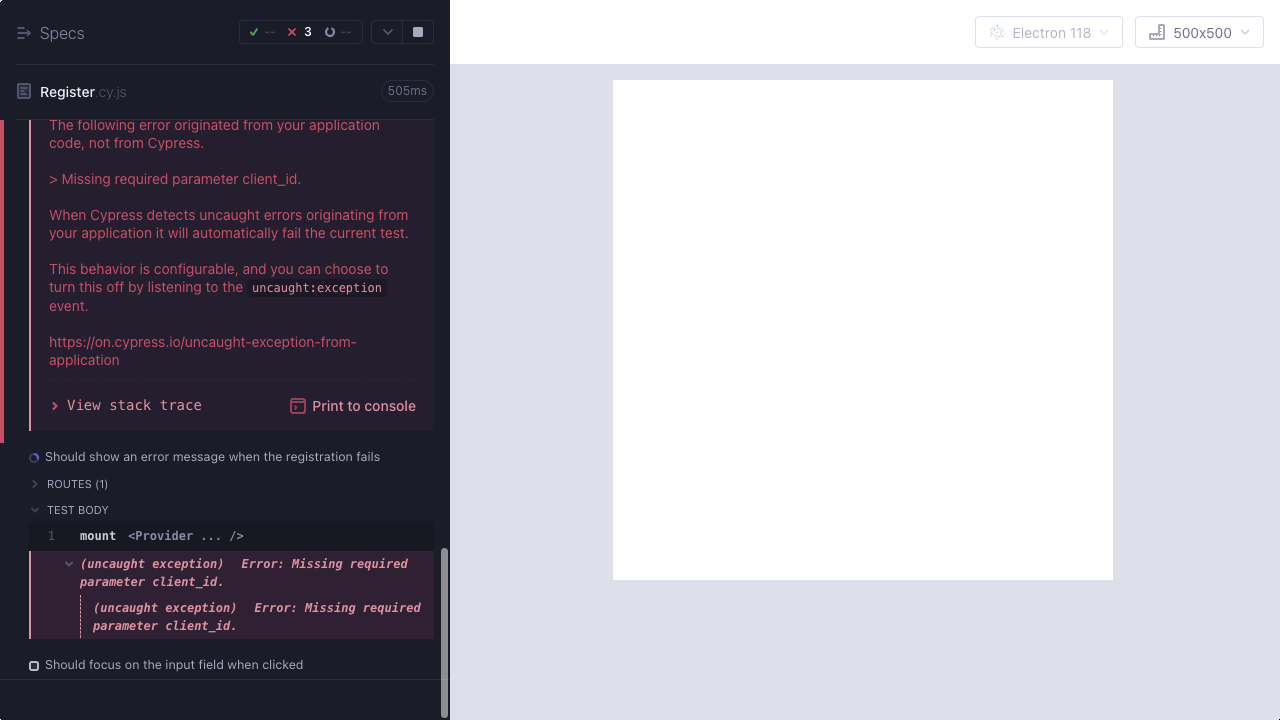 Specs
-- 3 --
Electron 118
500x500
Register.cy.js
505ms
The following error originated from your application
code, not from Cypress.
> Missing required parameter client_id.
When Cypress detects uncaught errors originating from
your application it will automatically fail the current test.
This behavior is configurable, and you can choose to
turn this off by listening to the uncaught:exception
event.
https://on.cypress.io/uncaught-exception-from-
application
View stack trace
Print to console
Should show an error message when the registration fails
ROUTES (1)
TEST BODY
1 mount <Provider ... />
(uncaught exception) Error: Missing required
parameter client_id.
(uncaught exception) Error: Missing required
parameter client_id.
Should focus on the input field when clicked